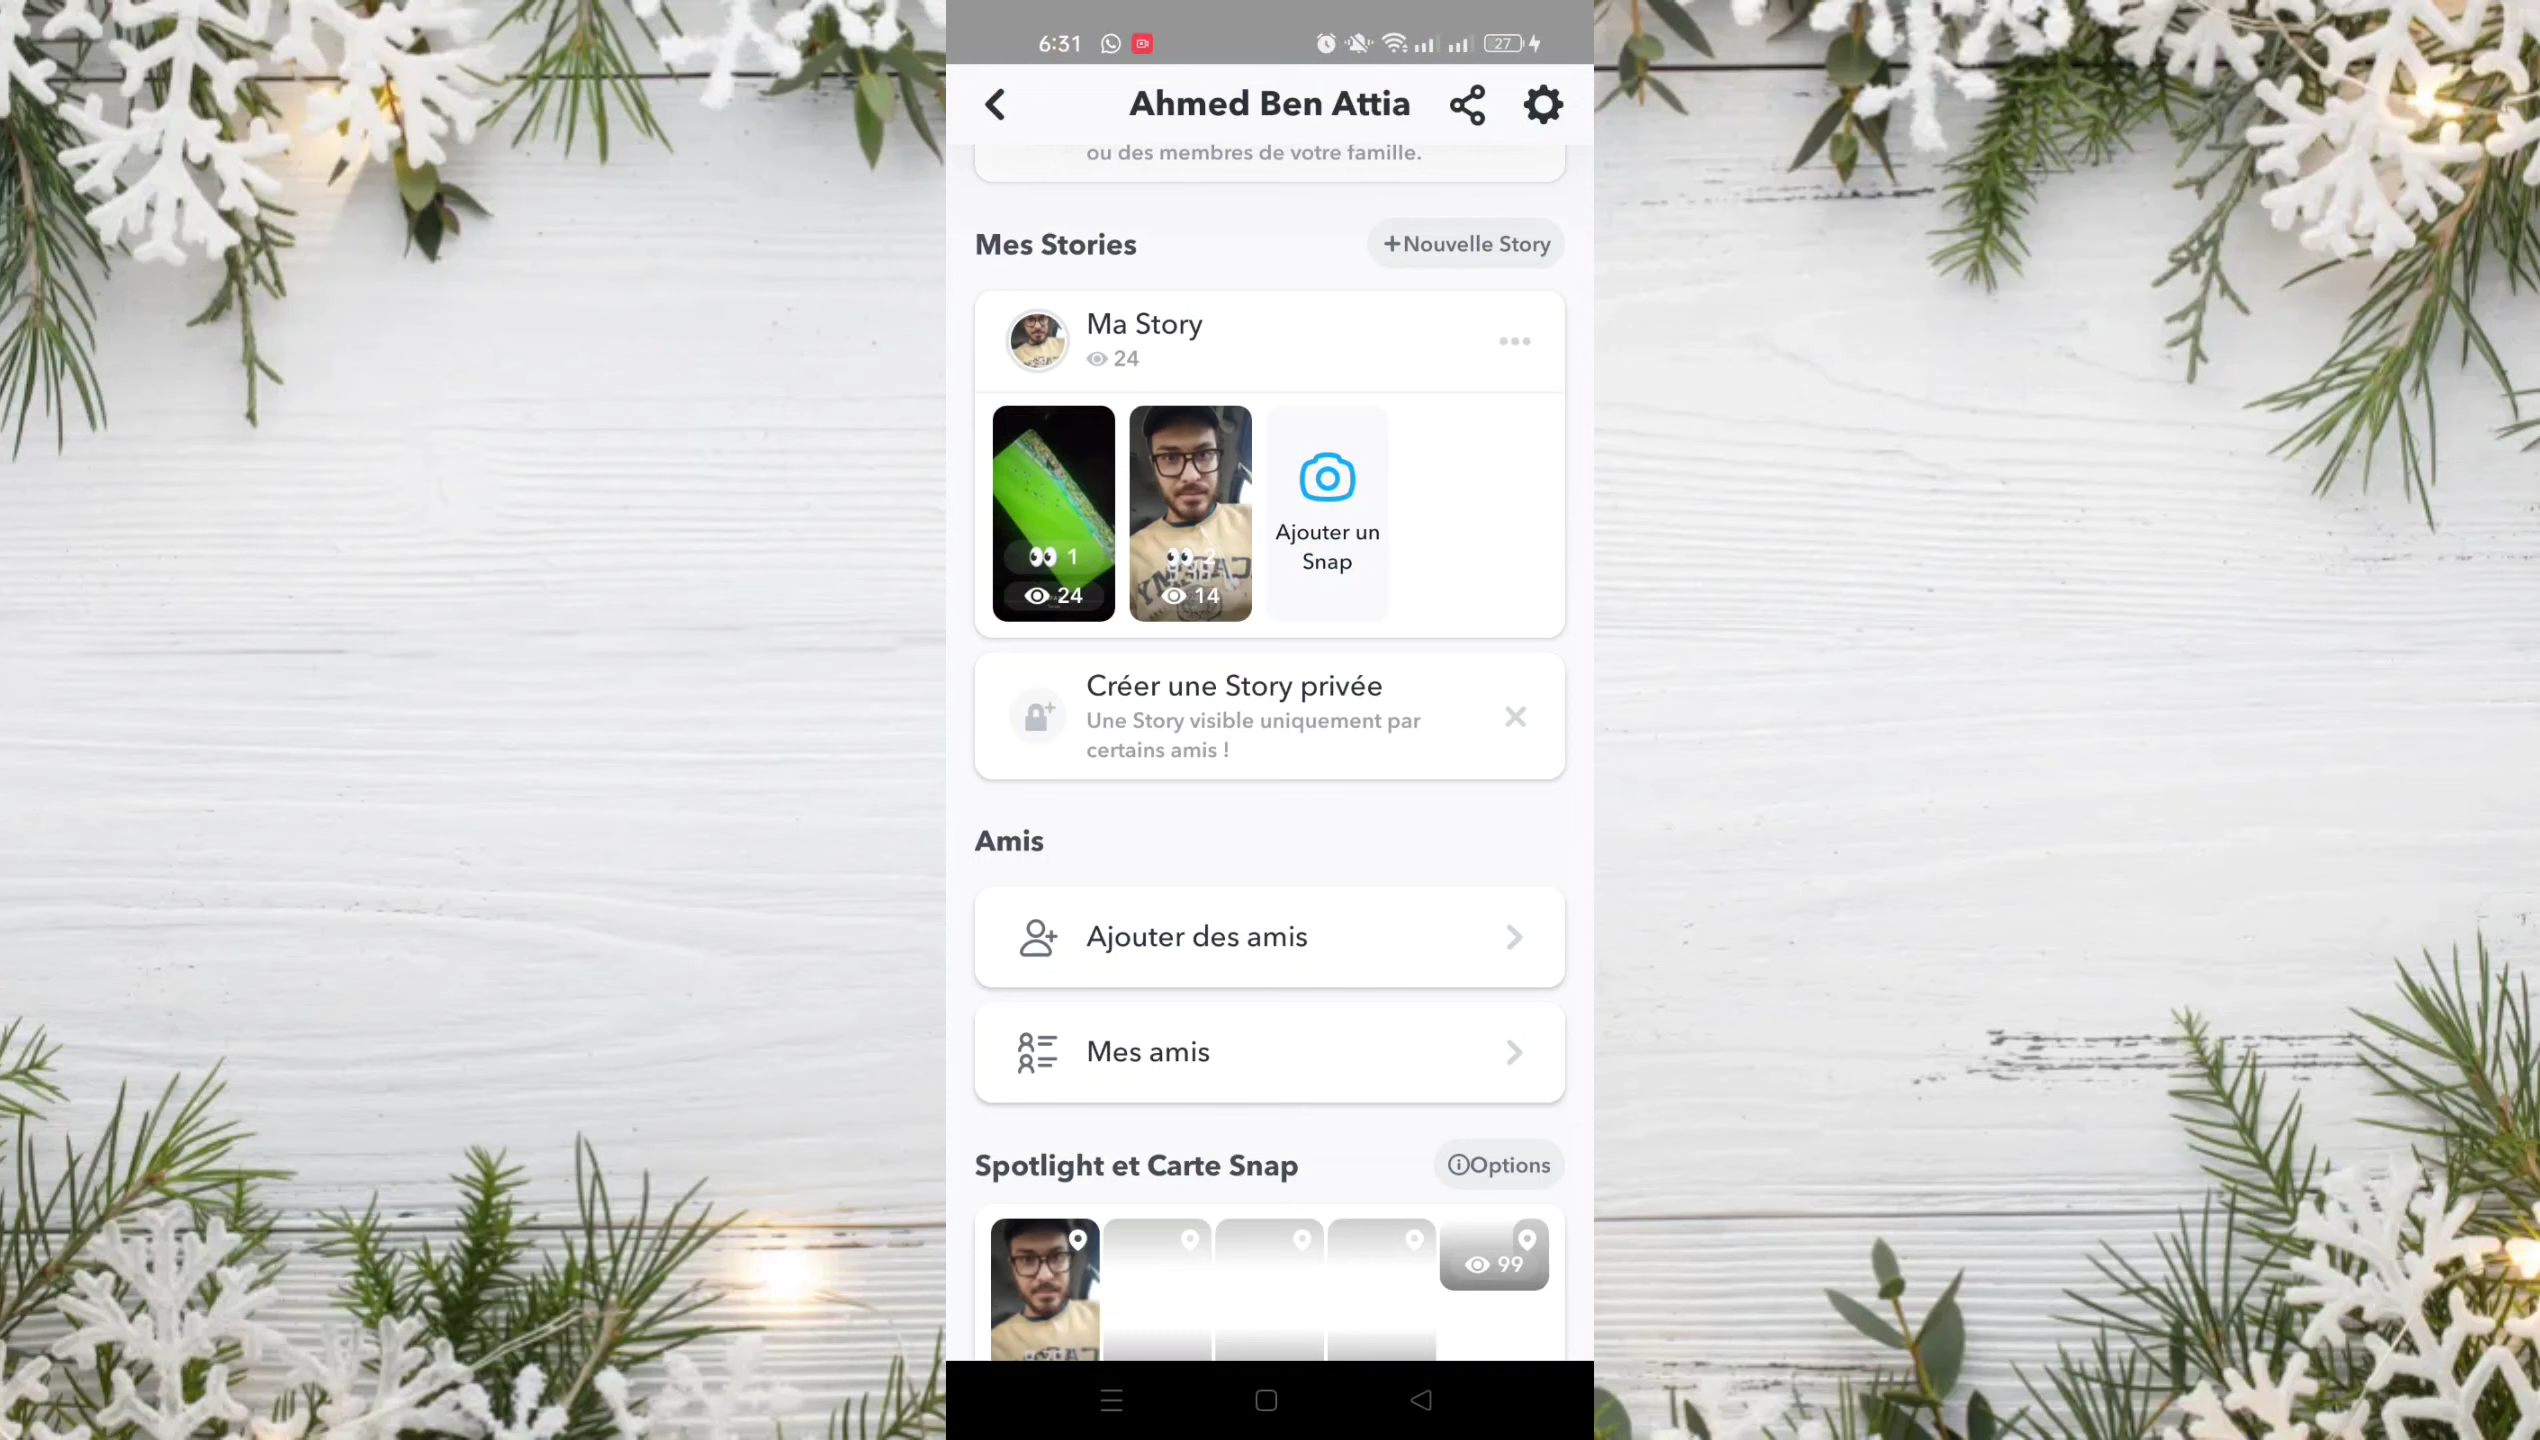 6:31
27
Ahmed Ben Attia
ou des membres de votre famille.
Mes Stories
+Nouvelle Story
Ma Story
24
1
24
2
14
Ajouter un
Snap
Créer une Story privée
Une Story visible uniquement par
certains amis !
Amis
Ajouter des amis
Mes amis
Spotlight et Carte Snap
Options
99